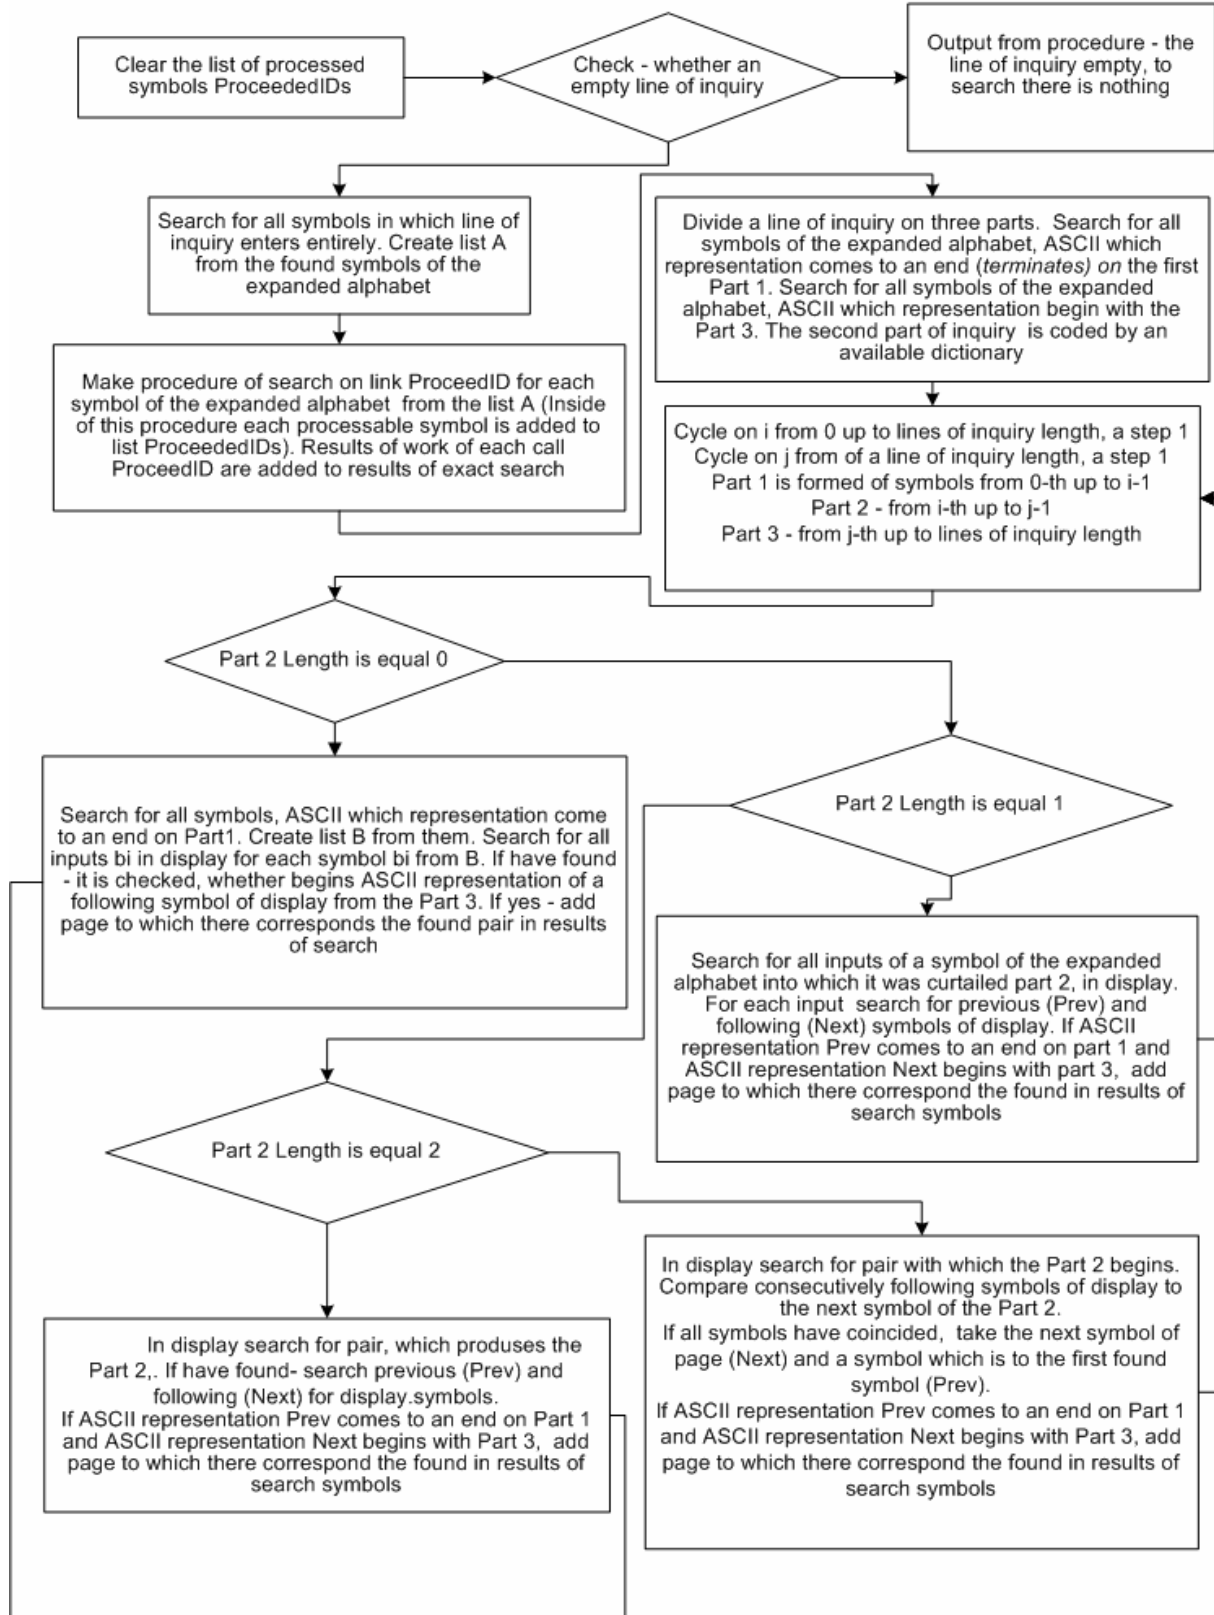 Clear the list of processed
symbols ProceededIDs
Check - whether an
empty line of inquiry
Output from procedure - the
line of inquiry empty, to
search there is nothing
Search for all symbols in which line of
inquiry enters entirely. Create list A
from the found symbols of the
expanded alphabet
Divide a line of inquiry on three parts. Search for all
symbols of the expanded alphabet, ASCII which
representation comes to an end (terminates) on the first
Part 1. Search for all symbols of the expanded
alphabet, ASCII which representation begin with the
Part 3. The second part of inquiry is coded by an
available dictionary
Make procedure of search on link ProceedID for each
symbol of the expanded alphabet from the list A (Inside
of this procedure each processable symbol is added to
list ProceededIDs). Results of work of each call
ProceedID are added to results of exact search
Cycle on i from 0 up to lines of inquiry length, a step 1
Cycle on j from of a line of inquiry length, a step 1
Part 1 is formed of symbols from 0-th up to i-1
Part 2 - from i-th up to j-1
Part 3 - from j-th up to lines of inquiry length
Part 2 Length is equal 0
Part 2 Length is equal 1
Search for all symbols, ASCII which representation come
to an end on Part1. Create list B from them. Search for all
inputs bi in display for each symbol bi from B. If have found
- it is checked, whether begins ASCII representation of a
following symbol of display from the Part 3. If yes - add
page to which there corresponds the found pair in results
of search
Search for all inputs of a symbol of the expanded
alphabet into which it was curtailed part 2, in display.
For each input search for previous (Prev) and
following (Next) symbols of display. If ASCII
representation Prev comes to an end on part 1 and
ASCII representation Next begins with part 3, add
page to which there correspond the found in results of
search symbols
Part 2 Length is equal 2
In display search for pair, which produses the
Part 2,. If have found- search previous (Prev) and
following (Next) for display.symbols.
If ASCII representation Prev comes to an end on Part 1
and ASCII representation Next begins with Part 3, add
page to which there correspond the found in results of
search symbols
In display search for pair with which the Part 2 begins.
Compare consecutively following symbols of display to
the next symbol of the Part 2.
If all symbols have coincided, take the next symbol of
page (Next) and a symbol which is to the first found
symbol (Prev).
If ASCII representation Prev comes to an end on Part 1
and ASCII representation Next begins with Part 3, add
page to which there correspond the found in results of
search symbols